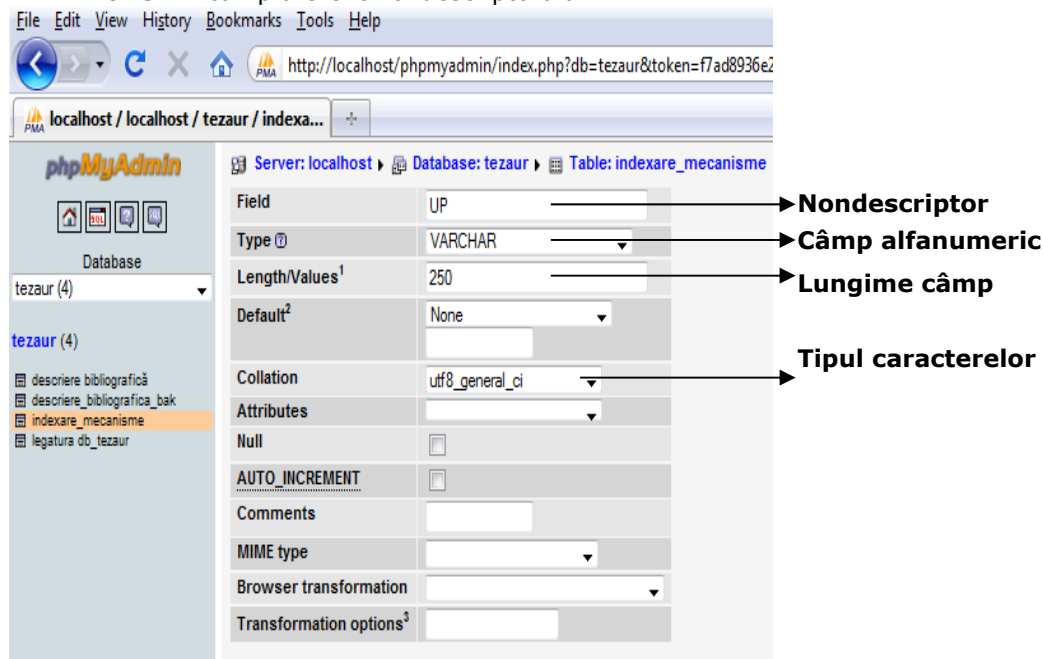 File Edit View History Bookmarks Tools Help
http://localhost/phpmyadmin/index.php?db=tezaur&token=f7ad8936e2
PMA localhost / localhost / tezaur / indexa...
phpMyAdmin
Server: localhost Database: tezaur Table: indexare_mecanisme
Database
tezaur (4)
tezaur (4)
descriere bibliografică
descriere_bibliografica_bak
indexare_mecanisme
legatura db_tezaur
Field UP Nondescriptor
Type VARCHAR Câmp alfanumeric
Length/Values1 250 Lungime câmp
Default2 None
Collation utf8_general_ci Tipul caracterelor
Attributes
Null
AUTO_INCREMENT
Comments
MIME type
Browser transformation
Transformation options3